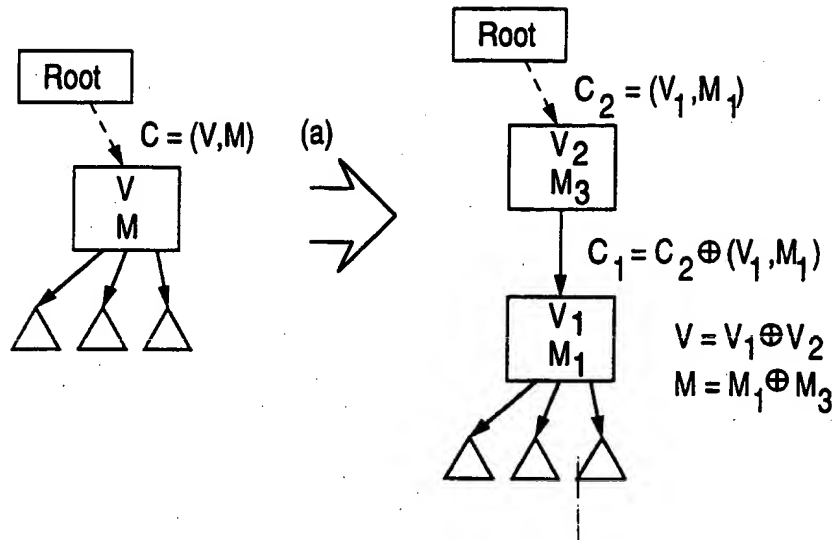 Root
C = (V,M)
V
M
(a)
Root
C2 = (V1,M1)
V2
M3
C1 = C2 ⊕ (V1,M1)
V1
M1
V = V1 ⊕ V2
M = M1 ⊕ M3